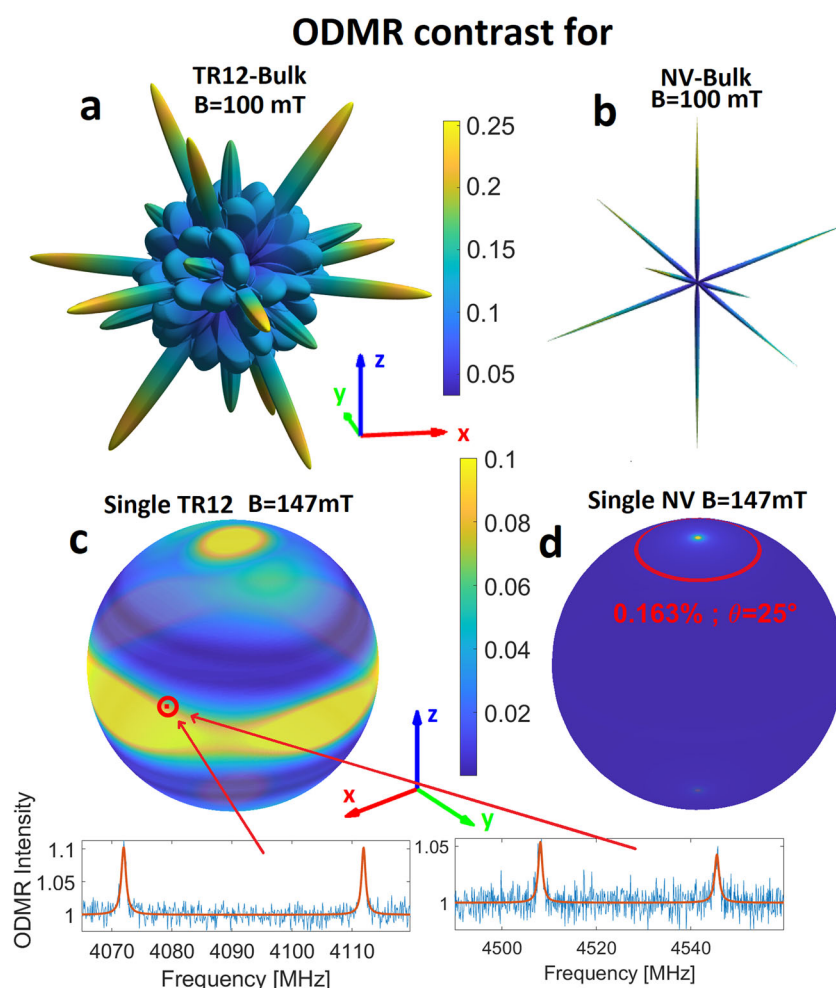 ODMR contrast for
a
TR12-Bulk
B=100 mT
b
NV-Bulk
B=100 mT
0.25
0.2
0.15
0.1
0.05
z
y
x
c
Single TR12 B=147mT
d
Single NV B=147mT
0.1
0.08
0.06
0.04
0.02
0.163% ; θ=25°
z
x
y
ODMR Intensity
1.1
1.05
1
4070 4080 4090 4100 4110
Frequency [MHz]
1.05
1
4500 4520 4540
Frequency [MHz]